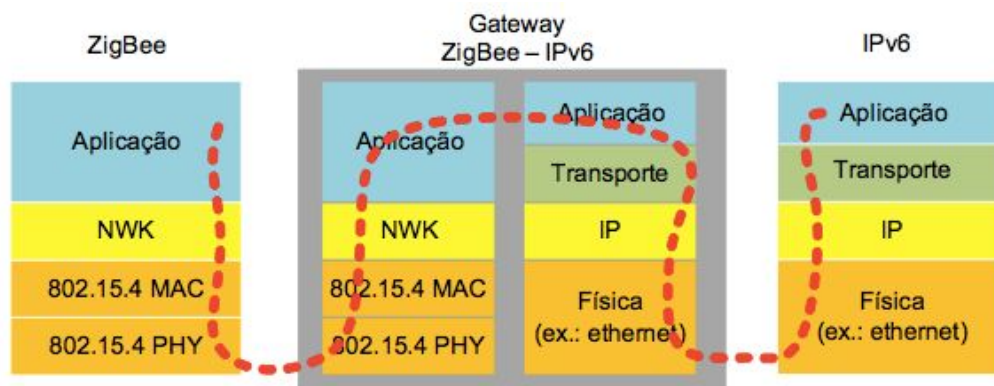 ZigBee
Gateway
ZigBee – IPv6
IPv6
Aplicação
NWK
802.15.4 MAC
802.15.4 PHY
Aplicação
NWK
802.15.4 MAC
802.15.4 PHY
Aplicação
Transporte
IP
Física
(ex.: ethernet)
Aplicação
Transporte
IP
Física
(ex.: ethernet)